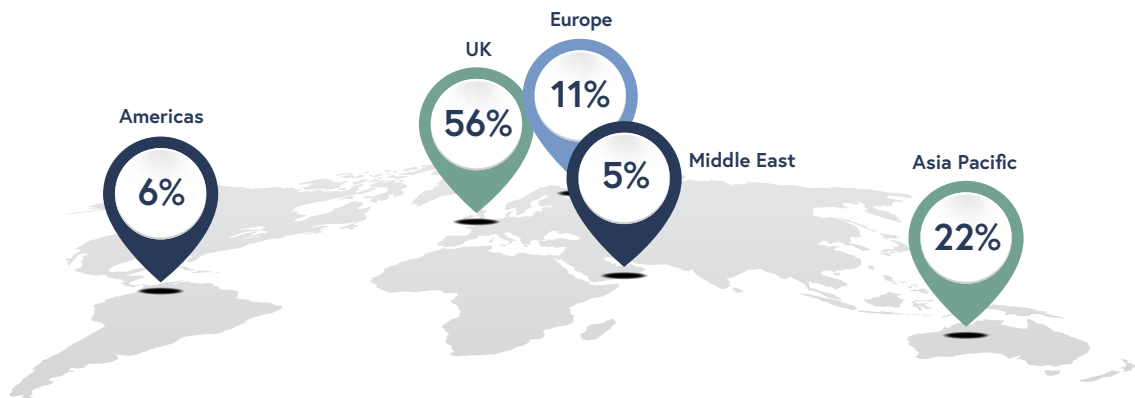 Europe
11%
UK
56%
Americas
6%
Middle East
5%
Asia Pacific
22%